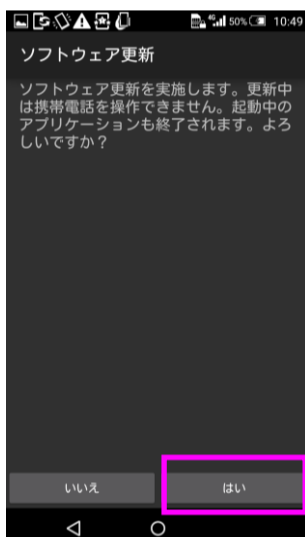 4G 50% 10:49
ソフトウェア更新
ソフトウェア更新を実施します。更新中
は携帯電話を操作できません。起動中の
アプリケーションも終了されます。よろ
しいですか？
いいえ はい